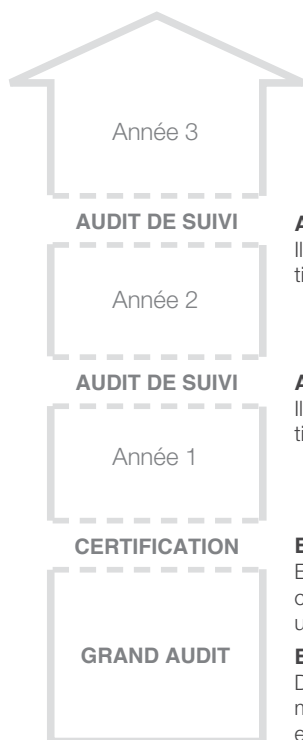 Année 3
AUDIT DE SUIVI
Année 2
AUDIT DE SUIVI
Année 1
CERTIFICATION
GRAND AUDIT